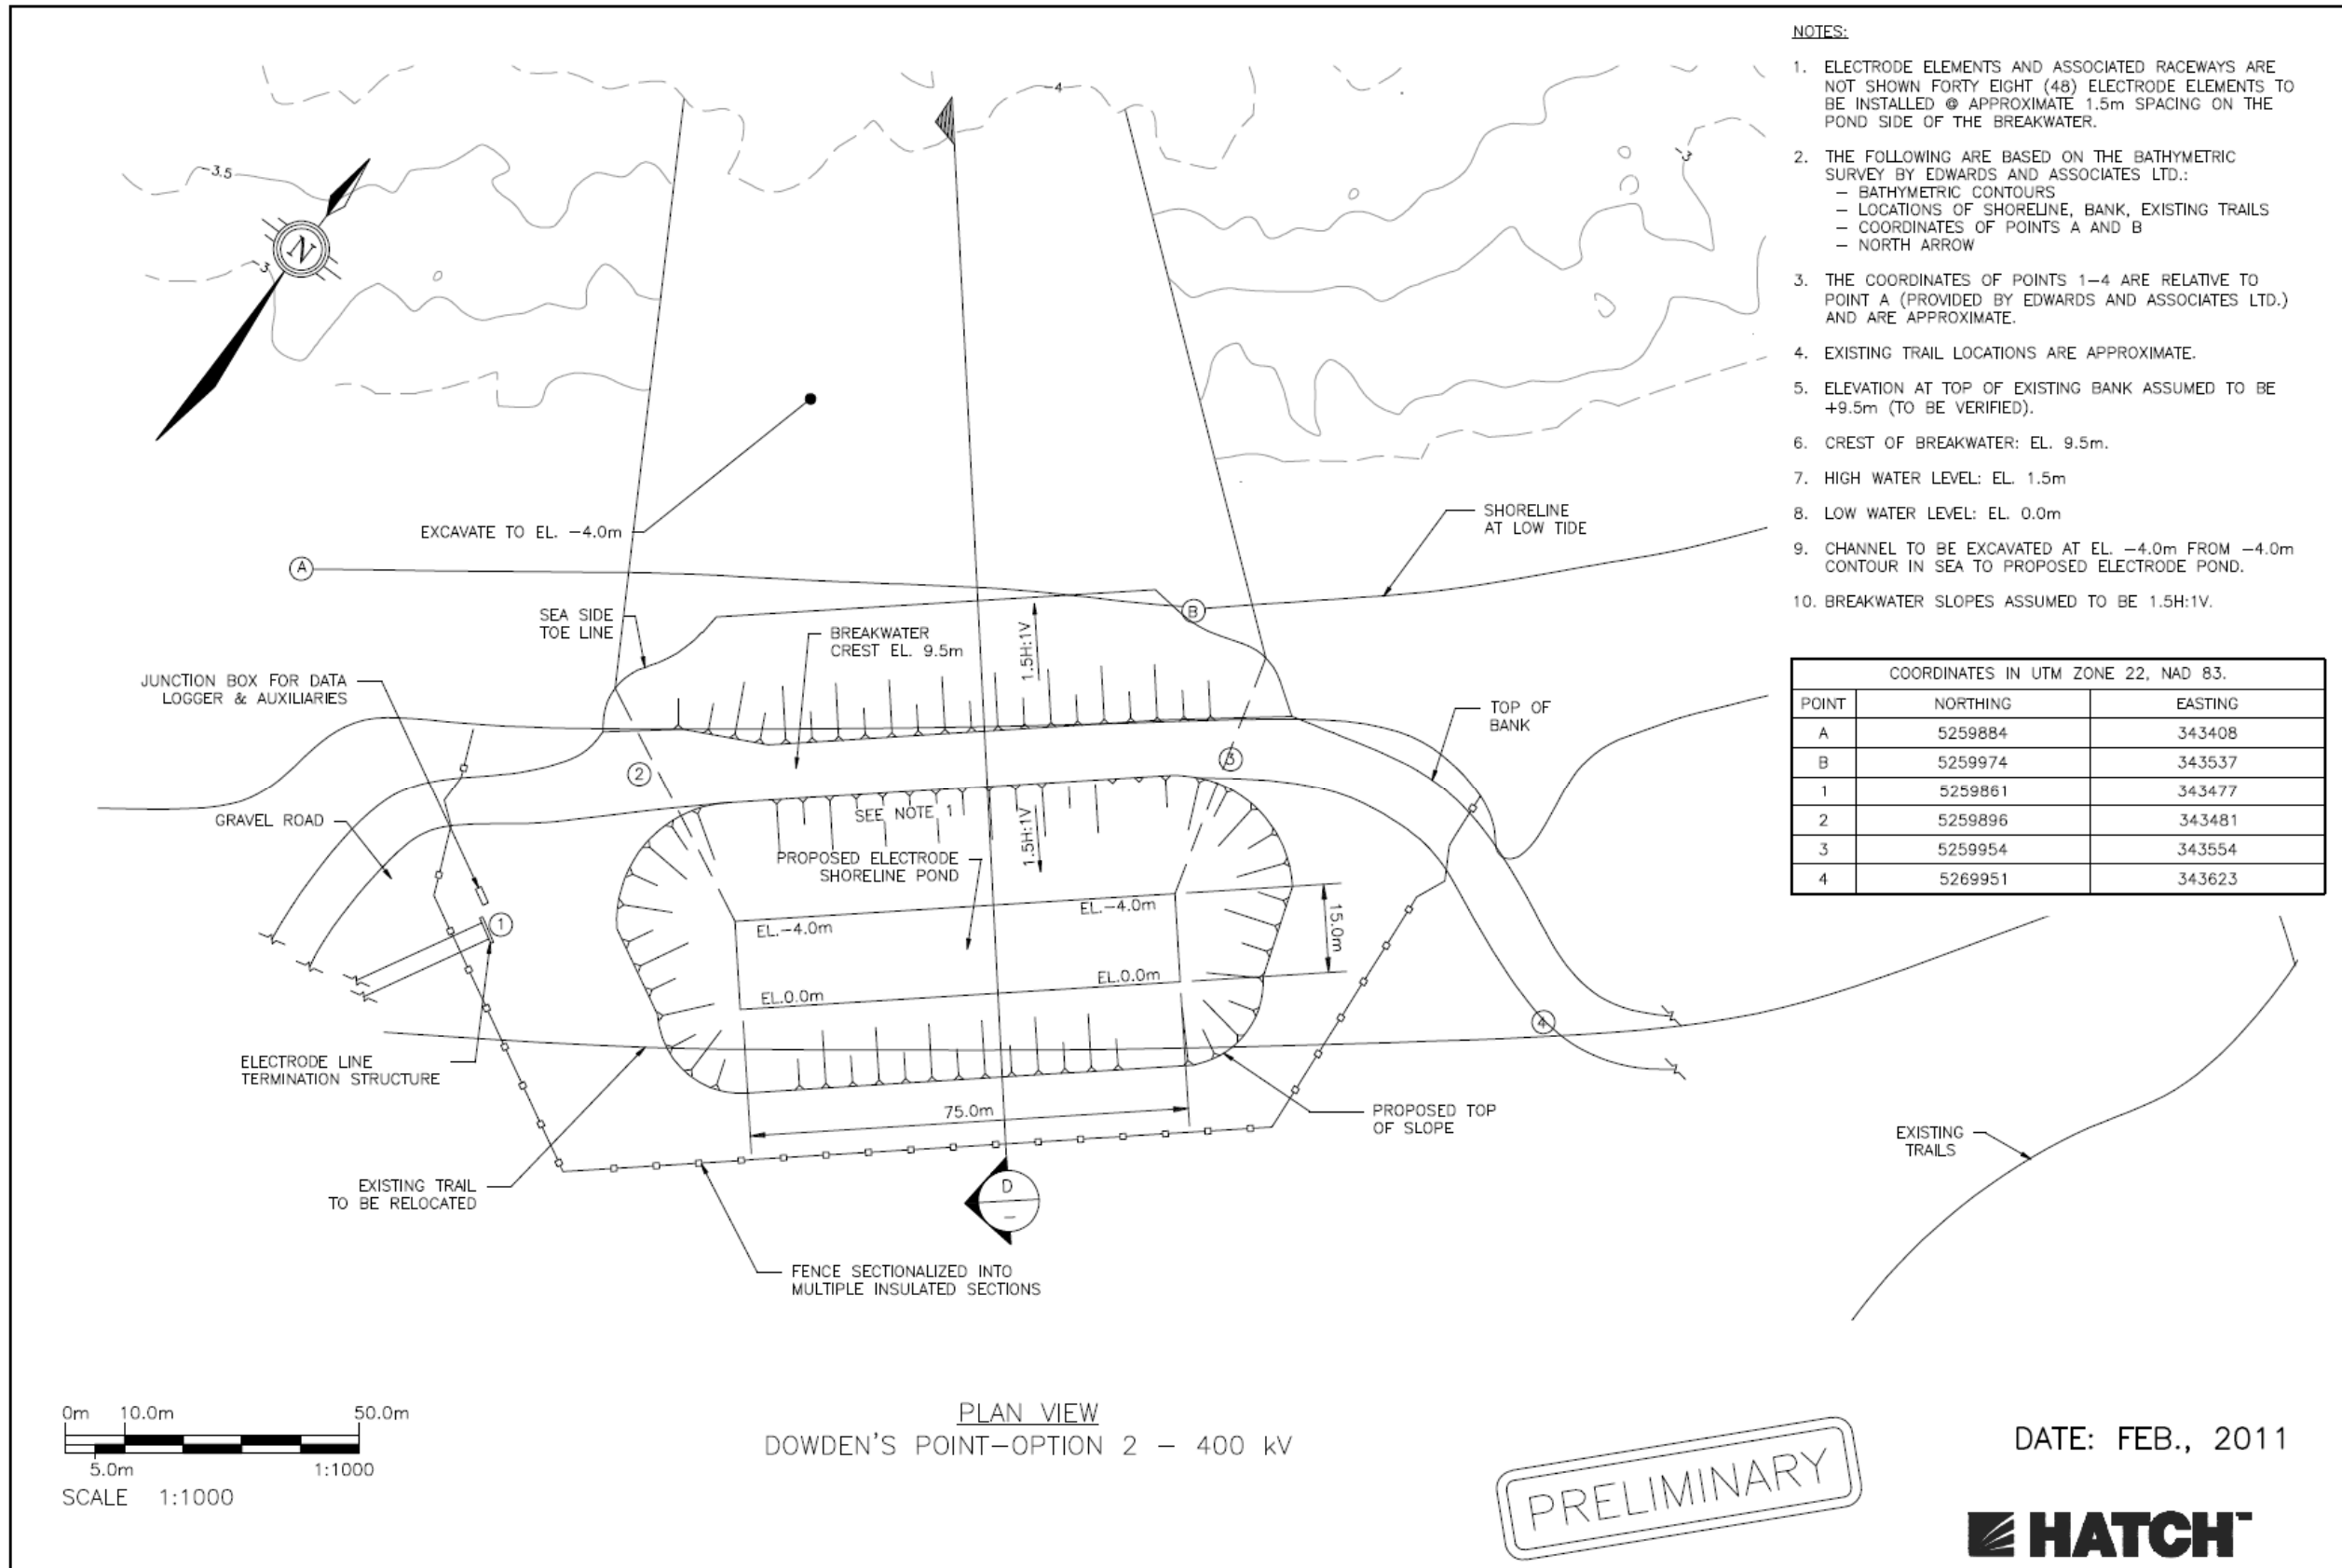 NOTES:
1. ELECTRODE ELEMENTS AND ASSOCIATED RACEWAYS ARE
NOT SHOWN FORTY EIGHT (48) ELECTRODE ELEMENTS TO
BE INSTALLED @ APPROXIMATE 1.5m SPACING ON THE
POND SIDE OF THE BREAKWATER.
2. THE FOLLOWING ARE BASED ON THE BATHYMETRIC
SURVEY BY EDWARDS AND ASSOCIATES LTD.:
— BATHYMETRIC CONTOURS
— LOCATIONS OF SHORELINE, BANK, EXISTING TRAILS
— COORDINATES OF POINTS A AND B
— NORTH ARROW
3. THE COORDINATES OF POINTS 1–4 ARE RELATIVE TO
POINT A (PROVIDED BY EDWARDS AND ASSOCIATES LTD.)
AND ARE APPROXIMATE.
4. EXISTING TRAIL LOCATIONS ARE APPROXIMATE.
5. ELEVATION AT TOP OF EXISTING BANK ASSUMED TO BE
+9.5m (TO BE VERIFIED).
6. CREST OF BREAKWATER: EL. 9.5m.
7. HIGH WATER LEVEL: EL. 1.5m
8. LOW WATER LEVEL: EL. 0.0m
9. CHANNEL TO BE EXCAVATED AT EL. −4.0m FROM −4.0m
CONTOUR IN SEA TO PROPOSED ELECTRODE POND.
10. BREAKWATER SLOPES ASSUMED TO BE 1.5H:1V.
COORDINATES IN UTM ZONE 22, NAD 83.
POINT NORTHING EASTING
A 5259884 343408
B 5259974 343537
1 5259861 343477
2 5259896 343481
3 5259954 343554
4 5269951 343623
−4
−3.5
−3
−3
N
EXCAVATE TO EL. −4.0m
A
B
SHORELINE
AT LOW TIDE
SEA SIDE
TOE LINE
BREAKWATER
CREST EL. 9.5m
1.5H:1V
JUNCTION BOX FOR DATA
LOGGER & AUXILIARIES
TOP OF
BANK
2
3
GRAVEL ROAD
SEE NOTE 1
1.5H:1V
PROPOSED ELECTRODE
SHORELINE POND
EL.−4.0m
EL.−4.0m
15.0m
1
EL.0.0m
EL.0.0m
4
ELECTRODE LINE
TERMINATION STRUCTURE
75.0m
PROPOSED TOP
OF SLOPE
EXISTING
TRAILS
EXISTING TRAIL
TO BE RELOCATED
D
–
FENCE SECTIONALIZED INTO
MULTIPLE INSULATED SECTIONS
0m 10.0m 50.0m
5.0m 1:1000
SCALE 1:1000
PLAN VIEW
DOWDEN'S POINT–OPTION 2 – 400 kV
PRELIMINARY
DATE: FEB., 2011
HATCH™